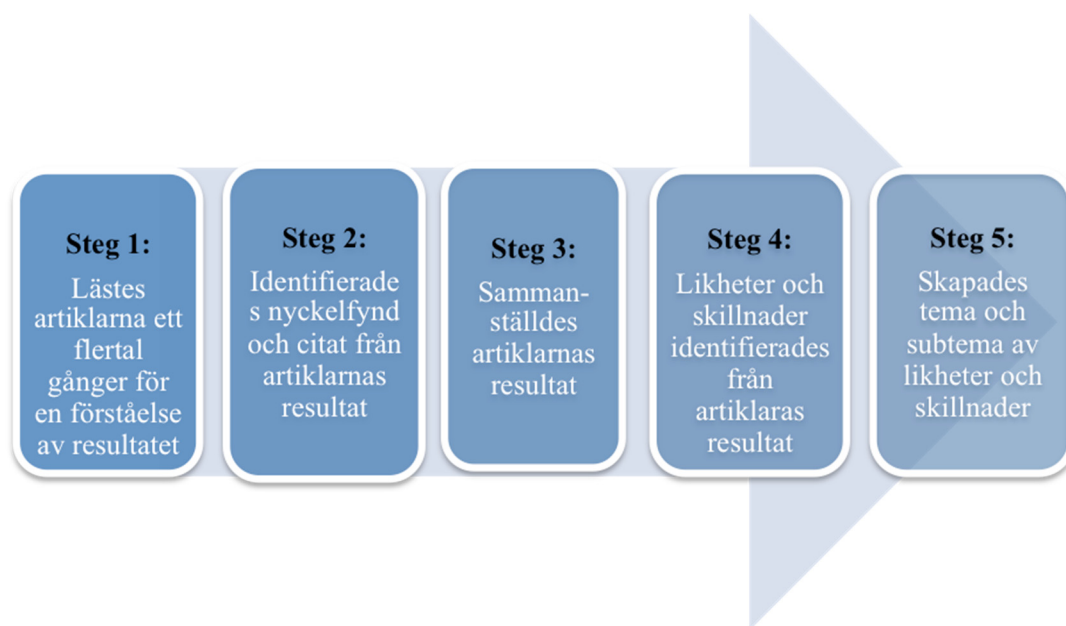 Steg 1:
Lästes
artiklarna ett
flertal
gånger för
en förståelse
av resultatet
Steg 2:
Identifierade
s nyckelfynd
och citat från
artiklarnas
resultat
Steg 3:
Samman-
ställdes
artiklarnas
resultat
Steg 4:
Likheter och
skillnader
identifierades
från
artiklaras
resultat
Steg 5:
Skapades
tema och
subtema av
likheter och
skillnader